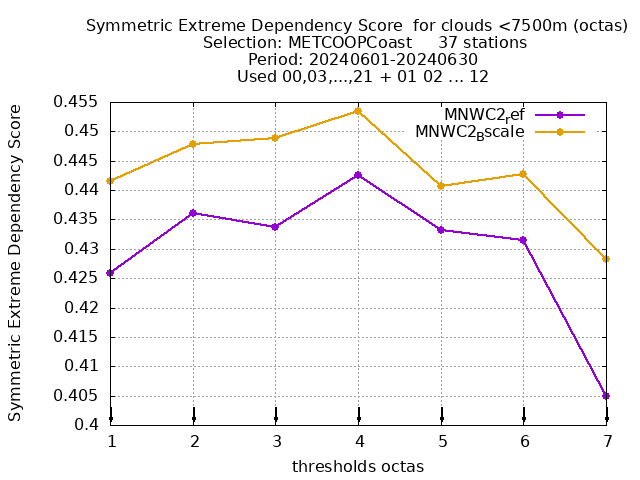 Symmetric Extreme Dependency Score  for clouds <7500m (octas)
Selection: METCOOPCoast     37 stations
Period: 20240601-20240630
Used 00,03,...,21 + 01 02 ... 12
Symmetric Extreme Dependency Score
0.455
0.45
0.445
0.44
0.435
0.43
0.425
0.42
0.415
0.41
0.405
0.4
MNWC2ref
MNWC2Bscale
1 2 3 4 5 6 7
thresholds octas